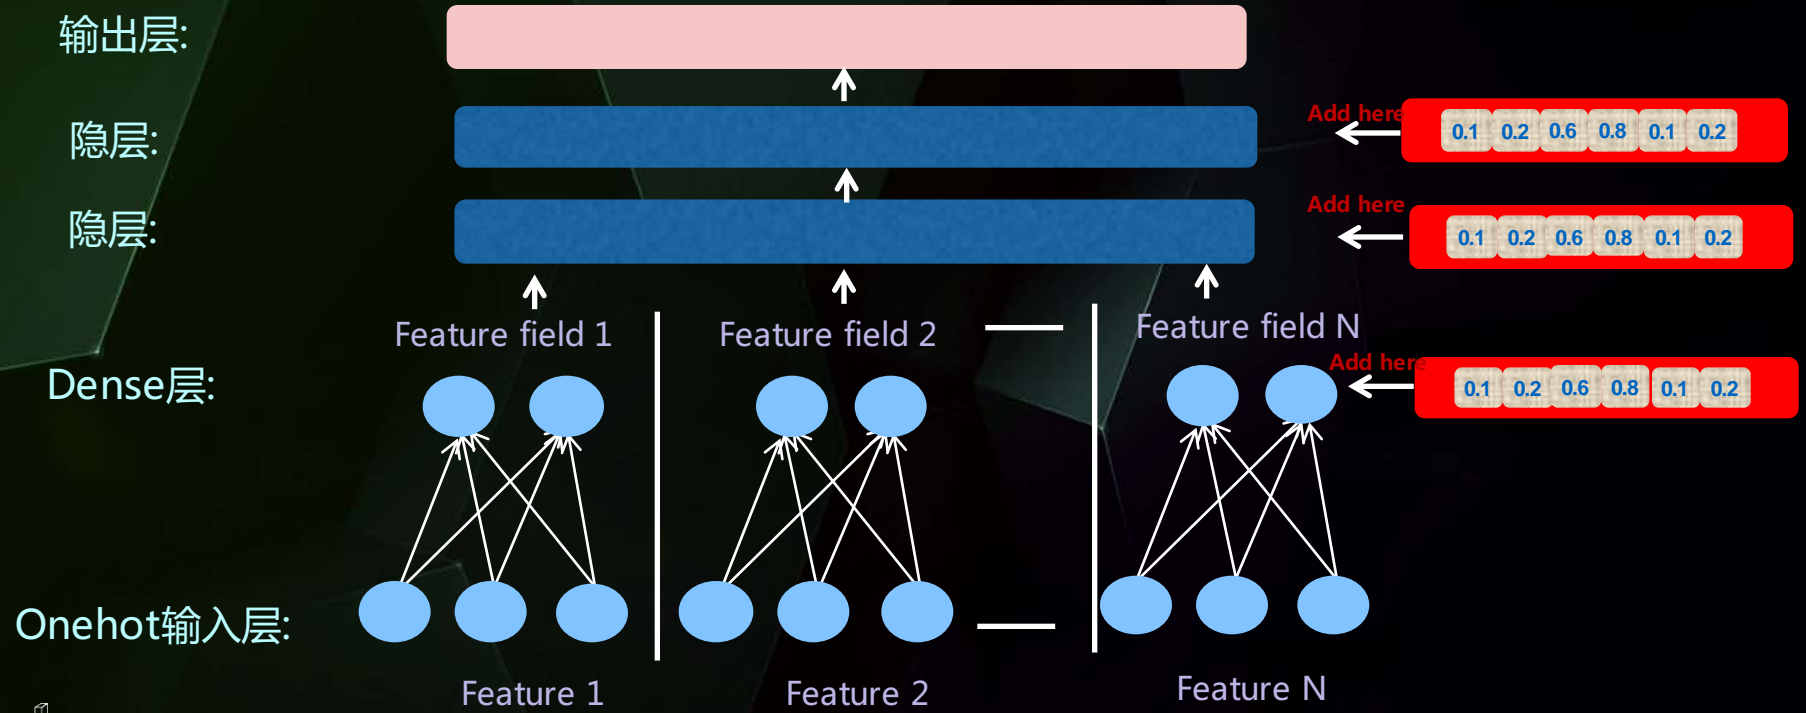 输出层:
隐层:
Add here
0.1 0.2 0.6 0.8 0.1 0.2
隐层:
Add here
0.1 0.2 0.6 0.8 0.1 0.2
Feature field 1
Feature field 2
Feature field N
Dense层:
Add here
0.1 0.2 0.6 0.8 0.1 0.2
Onehot输入层:
Feature 1
Feature 2
Feature N